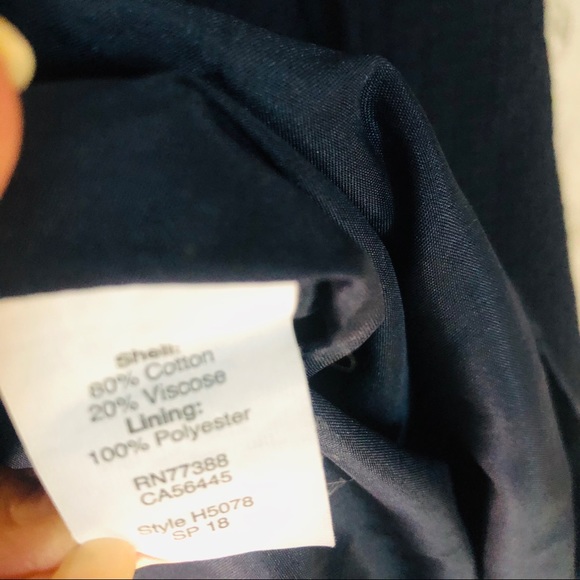 Shell:
80% Cotton
20% Viscose
Lining:
100% Polyester
RN77388
CA56445
Style H5078
SP 18